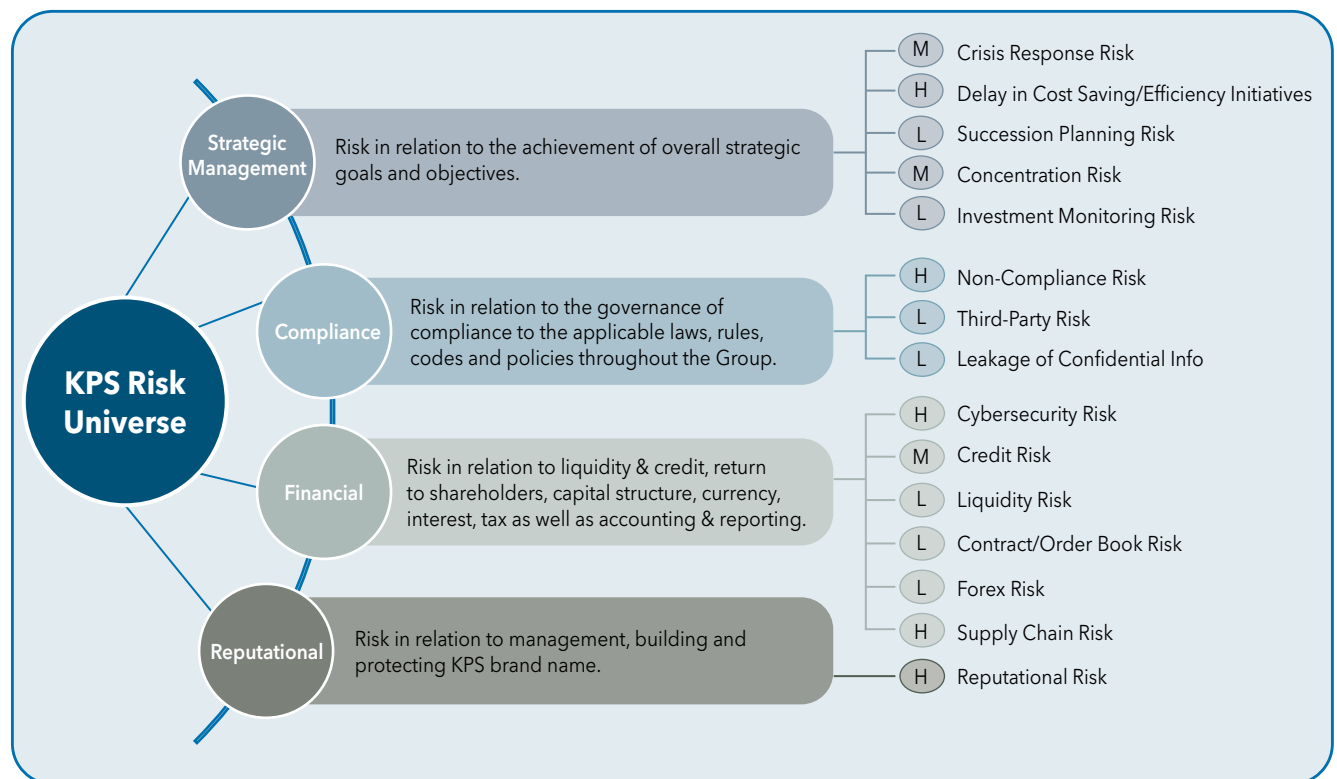 KPS Risk
Universe
Strategic
Management
Risk in relation to the achievement of overall strategic
goals and objectives.
M Crisis Response Risk
H Delay in Cost Saving/Efficiency Initiatives
L Succession Planning Risk
M Concentration Risk
L Investment Monitoring Risk
Compliance
Risk in relation to the governance of
compliance to the applicable laws, rules,
codes and policies throughout the Group.
H Non-Compliance Risk
L Third-Party Risk
L Leakage of Confidential Info
Financial
Risk in relation to liquidity & credit, return
to shareholders, capital structure, currency,
interest, tax as well as accounting & reporting.
H Cybersecurity Risk
M Credit Risk
L Liquidity Risk
L Contract/Order Book Risk
L Forex Risk
H Supply Chain Risk
Reputational
Risk in relation to management, building and
protecting KPS brand name.
H Reputational Risk